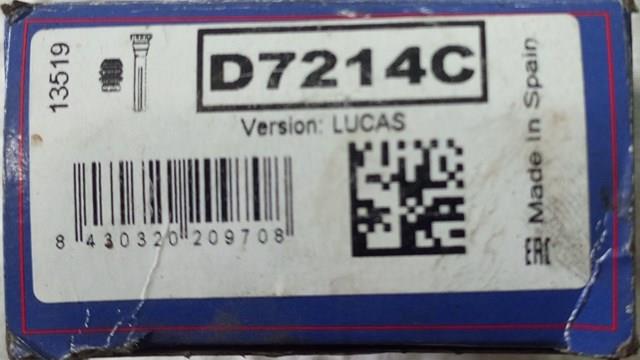 13519
D7214C
Version: LUCAS
8 430320 209708
Made in Spain
EAC